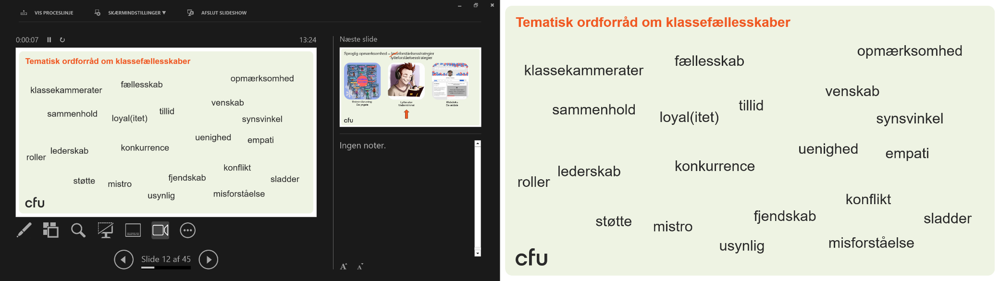 VIS PROCESLINJE
SKÆRMINDSTILLINGER ▼
AFSLUT SLIDESHOW
0:00:07
13:24
Tematisk ordforråd om klassefællesskaber
opmærksomhed
fællesskab
klassekammerater
venskab
tillid
sammenhold
loyal(itet)
synsvinkel
uenighed
empati
konkurrence
lederskab
roller
konflikt
fjendskab
sladder
støtte
mistro
misforståelse
usynlig
cfu
Slide 12 af 45
Næste slide
Sproglig opmærksomhed – læseforståelsesstrategier
lytteforståelsesstrategier
Universlæsning
De yngste
Lytteratur
Mellemtrinnet
Webdoks
De ældste
cfu
Ingen noter.
A A
Tematisk ordforråd om klassefællesskaber
opmærksomhed
fællesskab
klassekammerater
venskab
tillid
sammenhold
loyal(itet)
synsvinkel
uenighed
empati
konkurrence
lederskab
roller
konflikt
fjendskab
sladder
støtte
mistro
misforståelse
usynlig
cfu